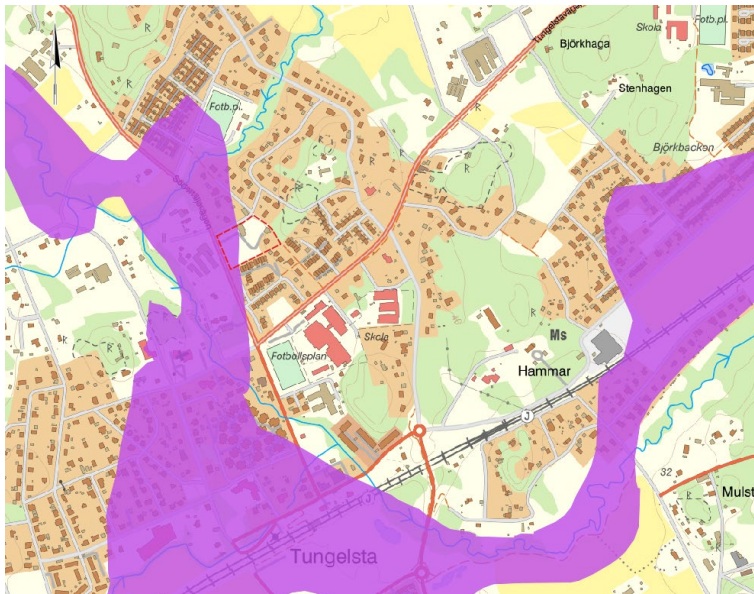 Tungelstavägen
Skola
Fotb.pl.
Björkhaga
Stenhagen
Fotb.pl.
Björkbacken
R
R
R
R
R
R
R
R
Skola
Fotbollsplan
Ms
Hammar
J
J
32
Mulst
Tungelsta
R
R